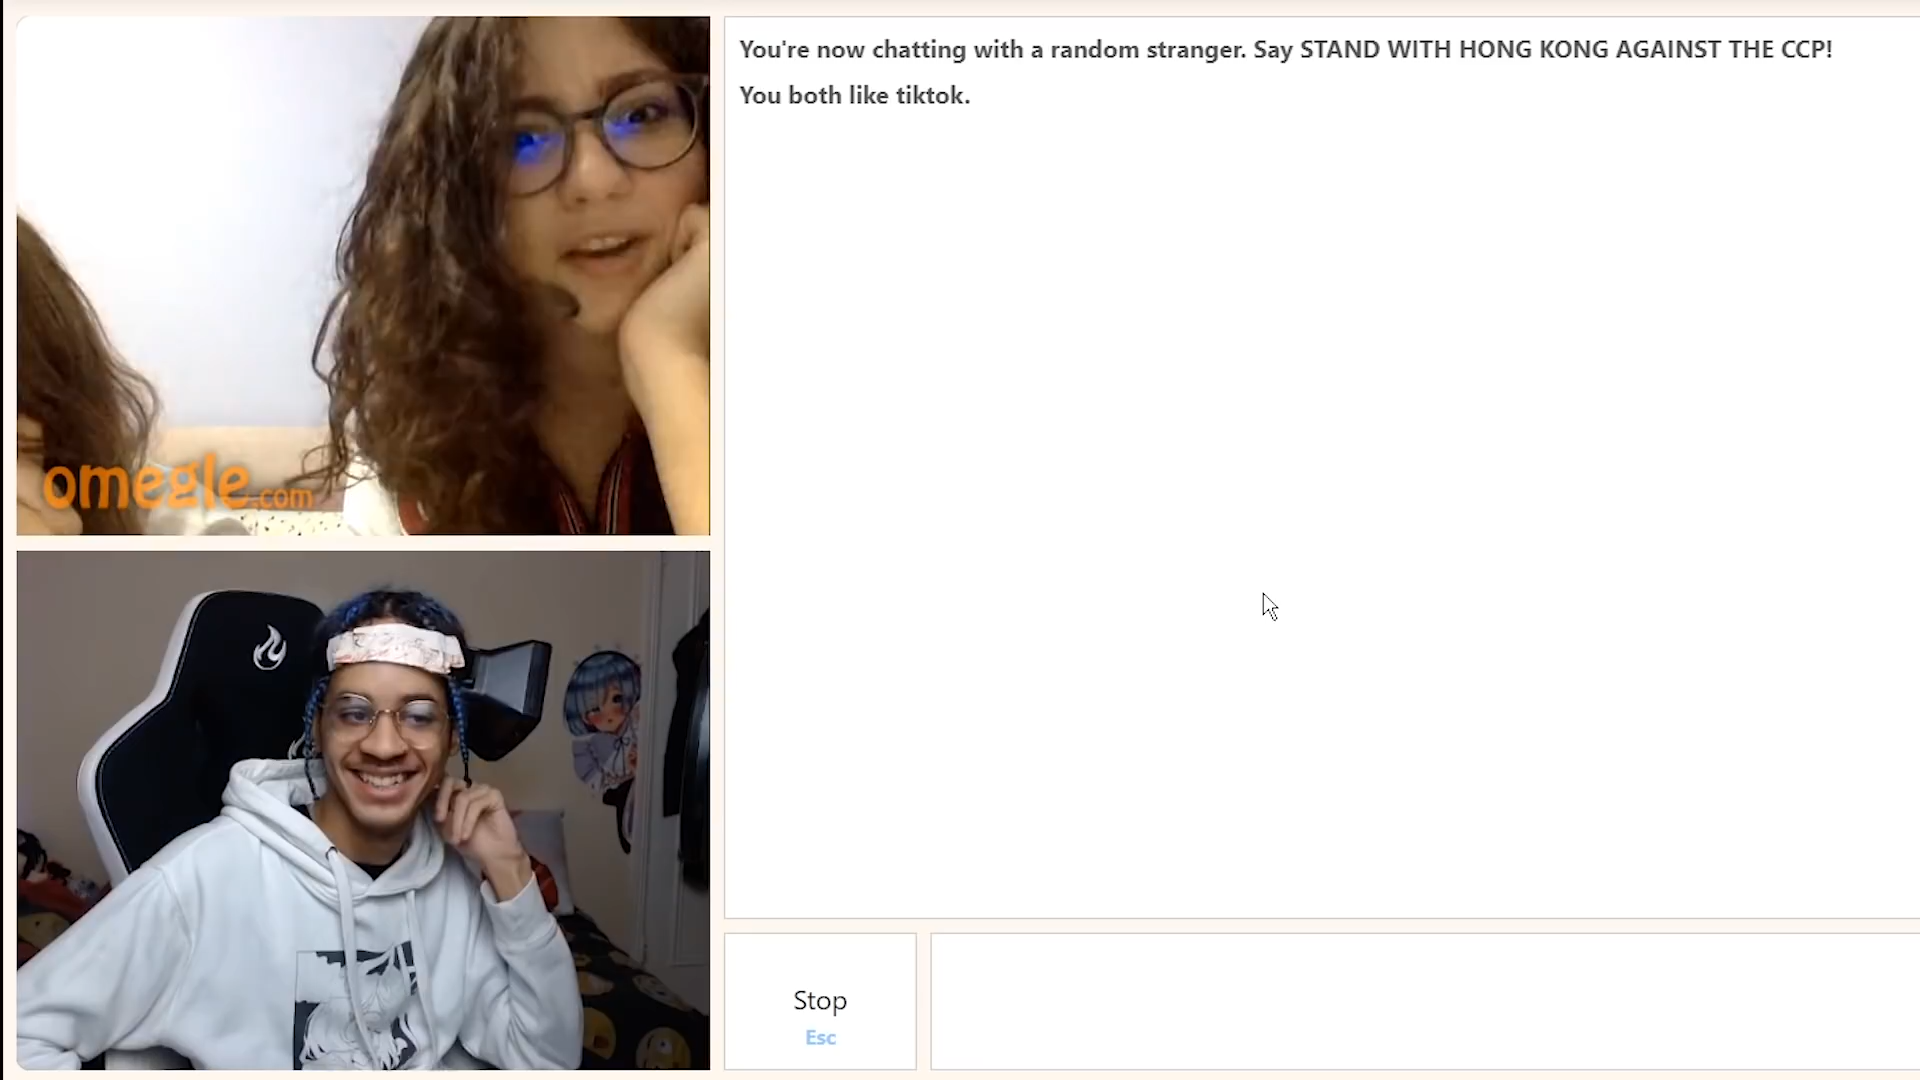 You're now chatting with a random stranger. Say STAND WITH HONG KONG AGAINST THE CCP!
You both like tiktok.
omegle.com
Stop
Esc